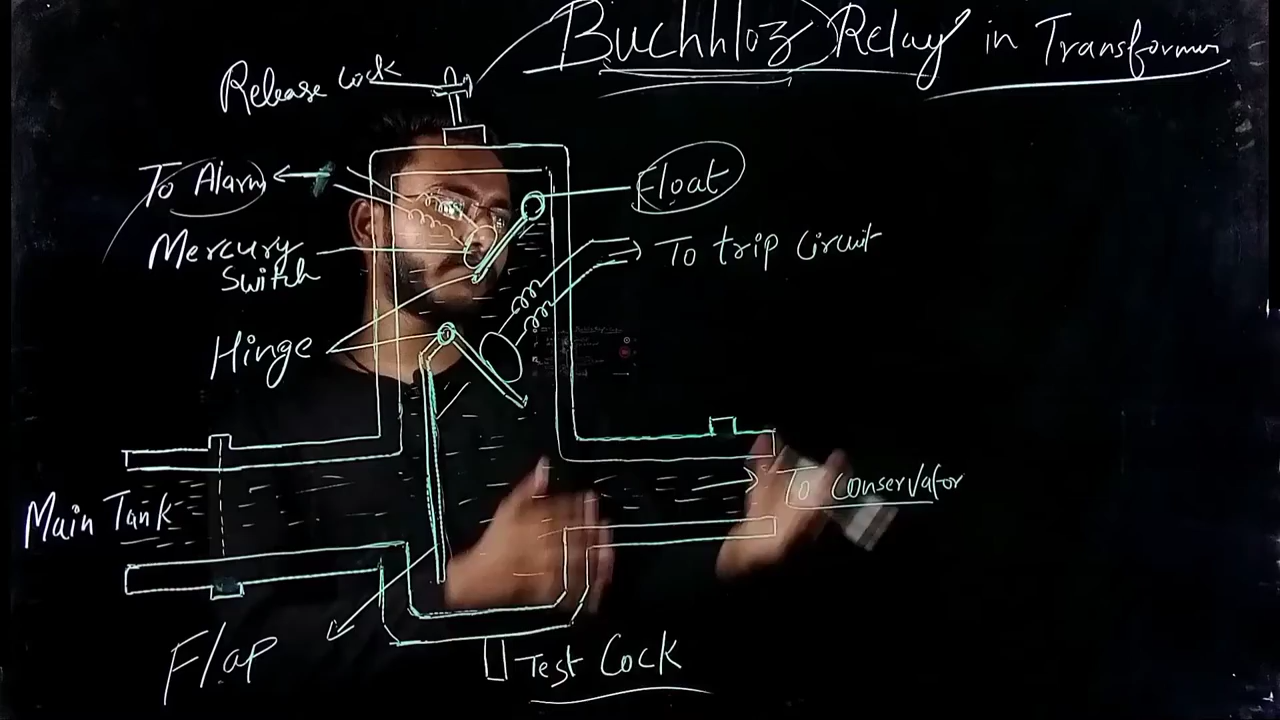 Buchhloz Relay in Transformer
Release cock
To Alarm
Float
Mercury
Switch
To trip circuit
Hinge
To conservator
Main Tank
Flap
Test Cock